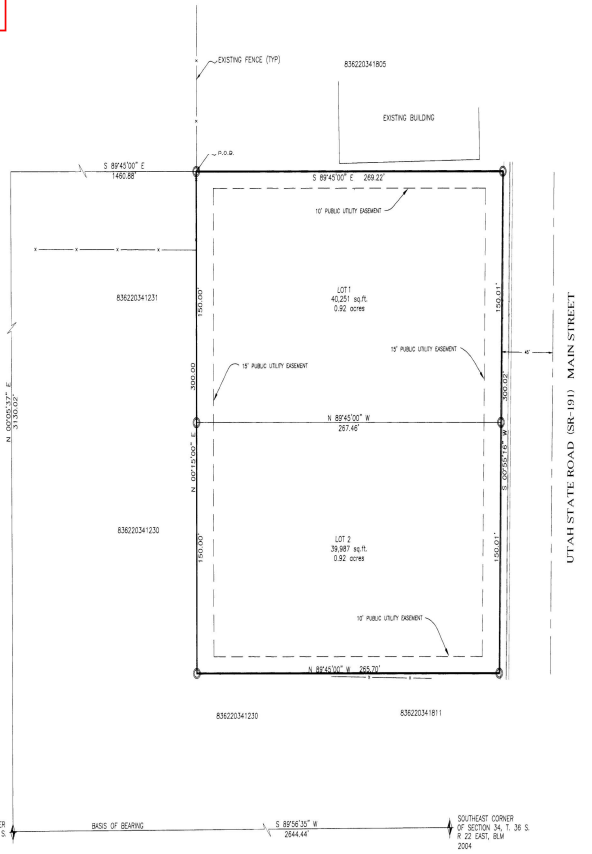 EXISTING FENCE (TYP)
836220341805
EXISTING BUILDING
P.O.B.
S 89°45'00" E
1460.88'
S 89°45'00" E 269.22'
10' PUBLIC UTILITY EASEMENT
LOT 1
40,251 sq.ft.
0.92 acres
836220341231
150.00'
150.01'
15' PUBLIC UTILITY EASEMENT
15' PUBLIC UTILITY EASEMENT
45'
300.00
300.02'
N 89°45'00" W
267.46'
N 00°05'37" E
3130.02'
N 00°15'00" E
S 00°55'16" W
UTAH STATE ROAD (SR-191) MAIN STREET
836220341230
150.00'
150.01'
LOT 2
39,987 sq.ft.
0.92 acres
10' PUBLIC UTILITY EASEMENT
N 89°45'00" W 265.70'
836220341230
836220341811
BASIS OF BEARING
S 89°56'35" W
2644.44'
ER
S.
SOUTHEAST CORNER
OF SECTION 34, T. 36 S.
R 22 EAST, BLM
2004